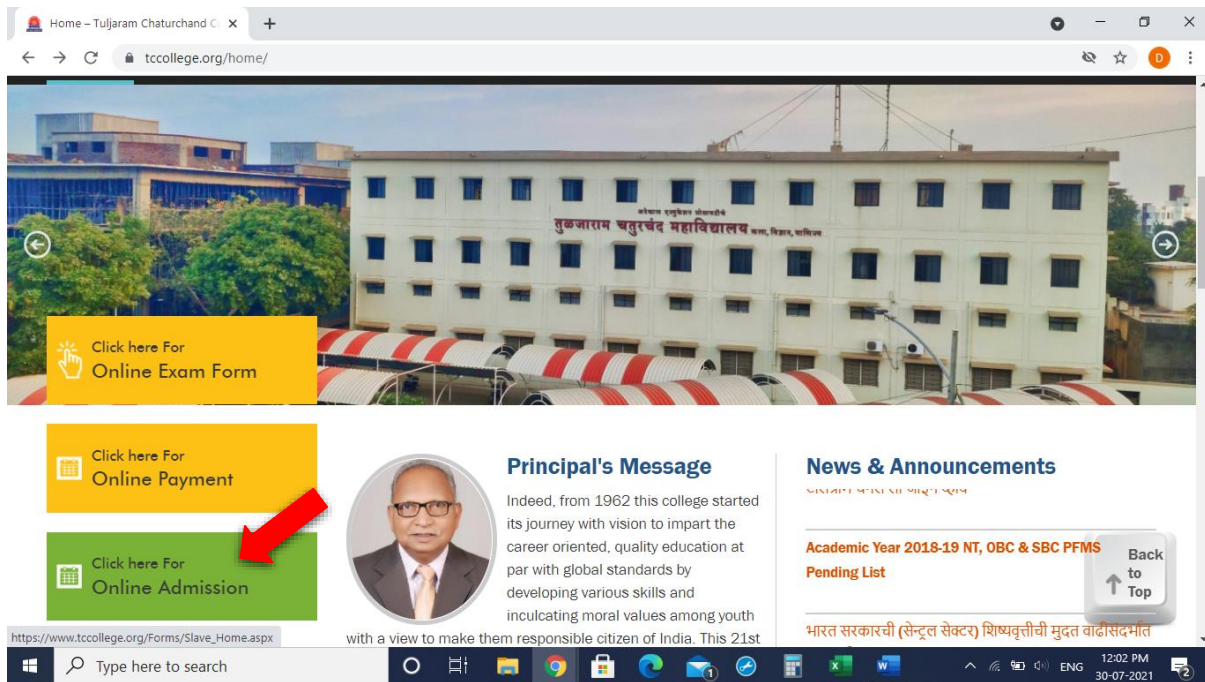 Home – Tuljaram Chaturchand C
tccollege.org/home/
D
तुळजाराम चतुरचंद महाविद्यालय कला, विज्ञान, वाणिज्य
Click here For
Online Exam Form
Click here For
Online Payment
Click here For
Online Admission
Principal's Message
Indeed, from 1962 this college started
its journey with vision to impart the
career oriented, quality education at
par with global standards by
developing various skills and
inculcating moral values among youth
with a view to make them responsible citizen of India. This 21st
News & Announcements
Academic Year 2018-19 NT, OBC & SBC PFMS
Pending List
भारत सरकारची (सेन्ट्रल सेक्टर) शिष्यवृत्तीची मुदत वाढीसंदर्भात
Back
to
Top
https://www.tccollege.org/Forms/Slave_Home.aspx
Type here to search
1
ENG
12:02 PM
30-07-2021
2